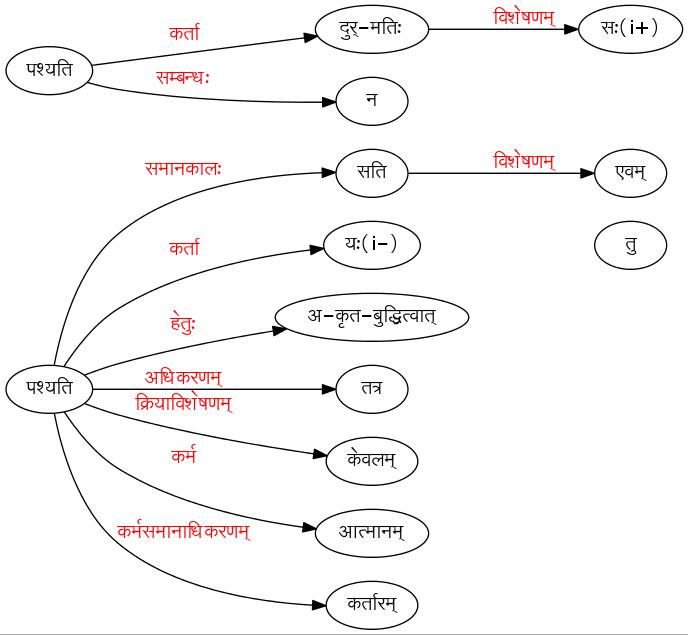 कर्ता
दुर्-मतिः
विशेषणम्
सः(i+)
पश्यति
सम्बन्धः
न
समानकालः
सति
विशेषणम्
एवम्
कर्ता
यः(i-)
तु
हेतुः
अ-कृत-बुद्धित्वात्
पश्यति
अधिकरणम्
तत्र
क्रियाविशेषणम्
केवलम्
कर्म
आत्मानम्
कर्मसमानाधिकरणम्
कर्तारम्